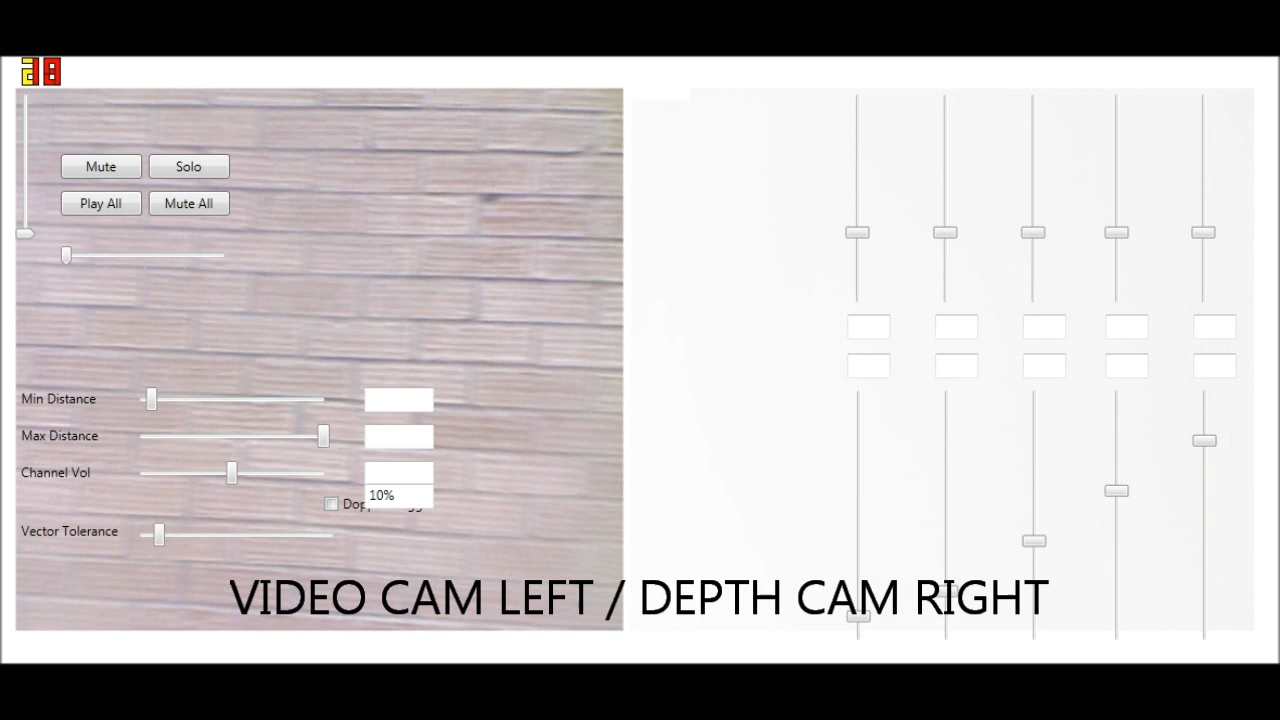 28
Mute Solo
Play All Mute All
Min Distance
Max Distance
Channel Vol
10%
Vector Tolerance
VIDEO CAM LEFT / DEPTH CAM RIGHT